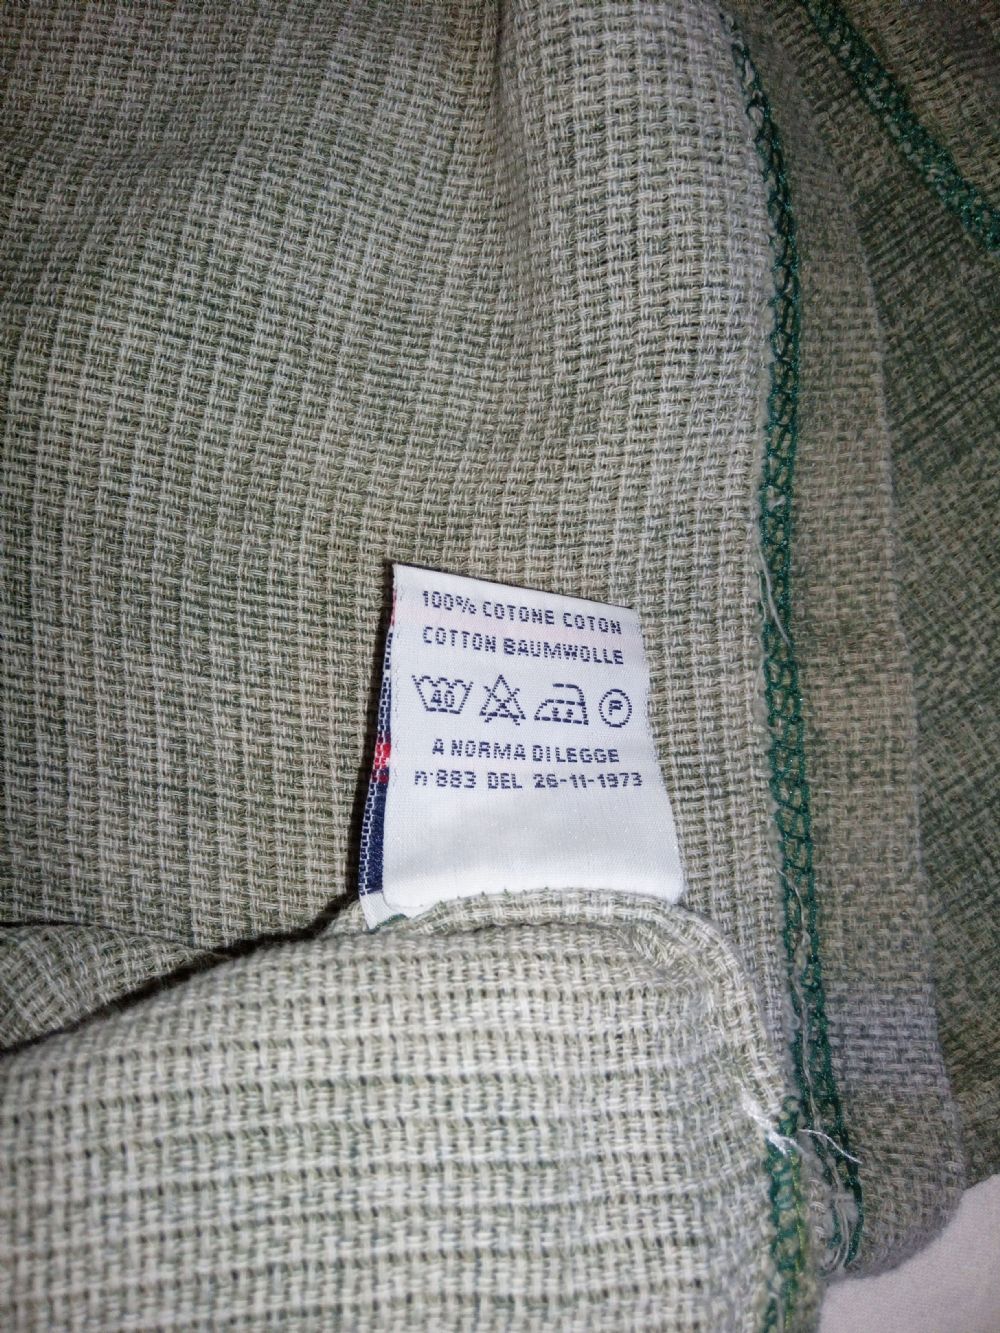 100% COTONE COTON
COTTON BAUMWOLLE
40 P
A NORMA DI LEGGE
n°883 DEL 26-11-1973